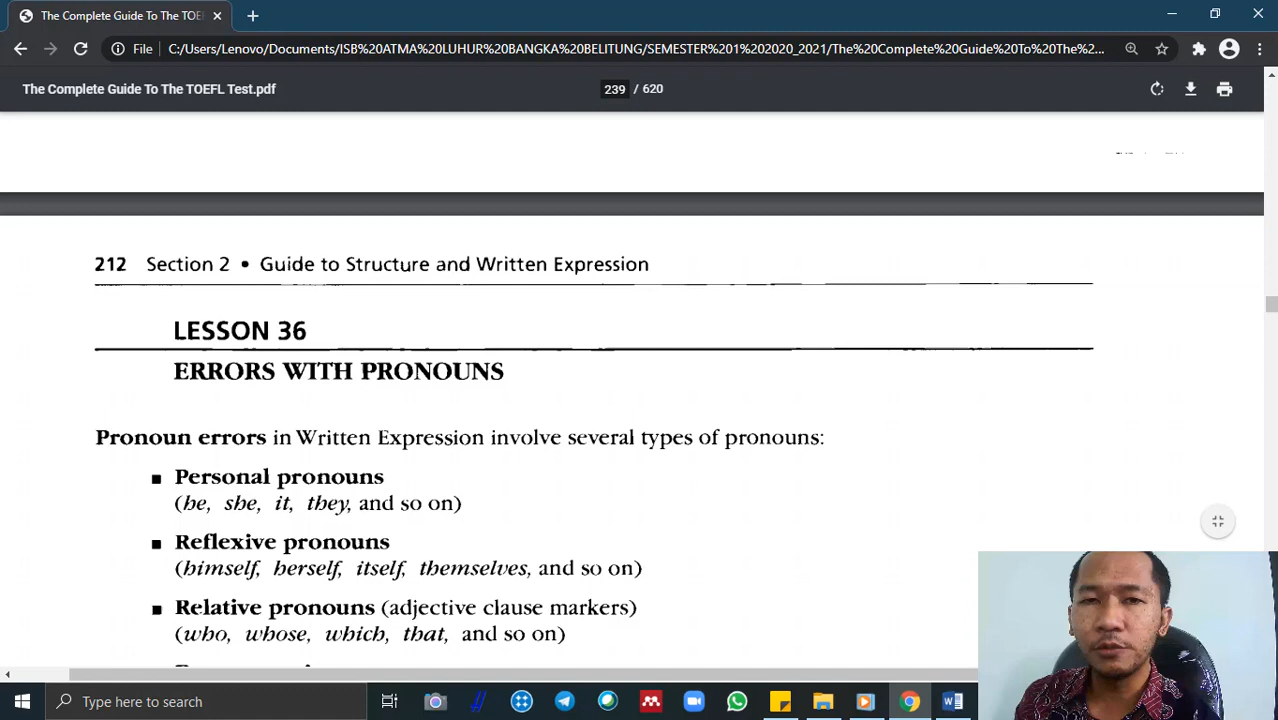 The Complete Guide To The TOE
File
C:/Users/Lenovo/Documents/ISB%20ATMA%20LUHUR%20BANGKA%20BELITUNG/SEMESTER%201%202020_2021/The%20Complete%20Guide%20To%20The%2...
The Complete Guide To The TOEFL Test.pdf
239 / 620
212 Section 2 • Guide to Structure and Written Expression
LESSON 36
ERRORS WITH PRONOUNS
Pronoun errors in Written Expression involve several types of pronouns:
■ Personal pronouns
(he, she, it, they, and so on)
■ Reflexive pronouns
(himself, herself, itself, themselves, and so on)
■ Relative pronouns (adjective clause markers)
(who, whose, which, that, and so on)
Type here to search